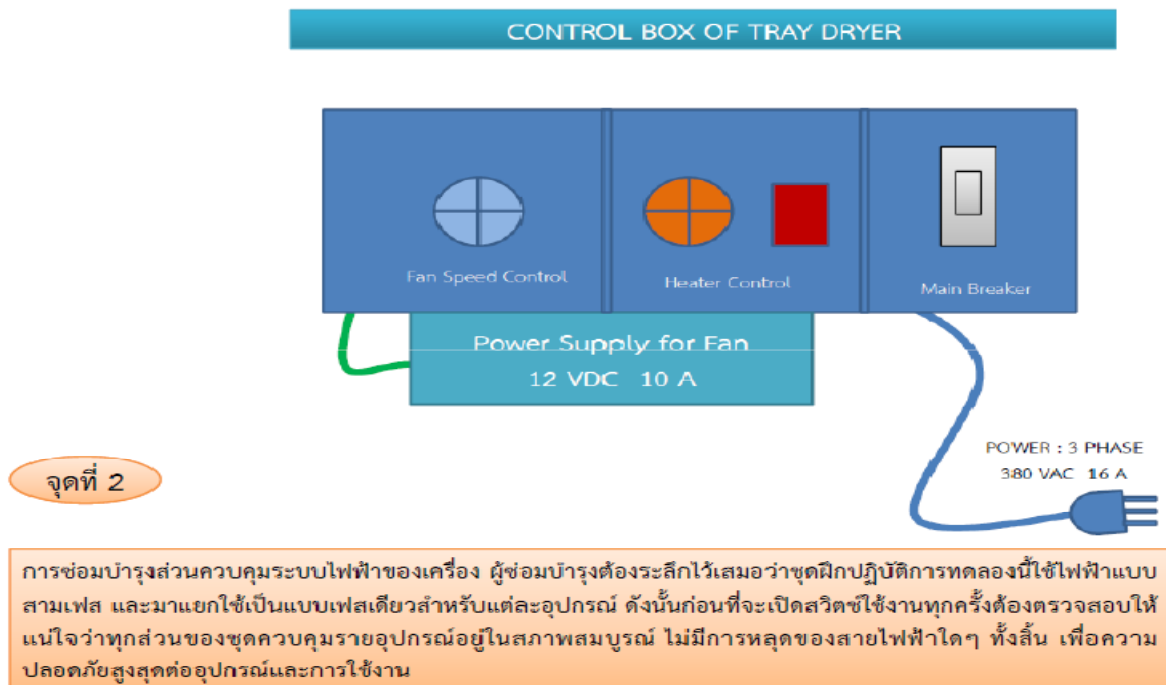 CONTROL BOX OF TRAY DRYER
Fan Speed Control
Heater Control
Main Breaker
Power Supply for Fan
12 VDC 10 A
POWER : 3 PHASE
380 VAC 16 A
จุดที่ 2
การซ่อมบำรุงส่วนควบคุมระบบไฟฟ้าของเครื่อง ผู้ซ่อมบำรุงต้องระลึกไว้เสมอว่าชุดฝึกปฏิบัติการทดลองนี้ใช้ไฟฟ้าแบบ
สามเฟส และมาแยกใช้เป็นแบบเฟสเดียวสำหรับแต่ละอุปกรณ์ ดังนั้นก่อนที่จะเปิดสวิตซ์ใช้งานทุกครั้งต้องตรวจสอบให้
แน่ใจว่าทุกส่วนของชุดควบคุมรายอุปกรณ์อยู่ในสภาพสมบูรณ์ ไม่มีการหลุดของสายไฟฟ้าใดๆ ทั้งสิ้น เพื่อความ
ปลอดภัยสูงสุดต่ออุปกรณ์และการใช้งาน